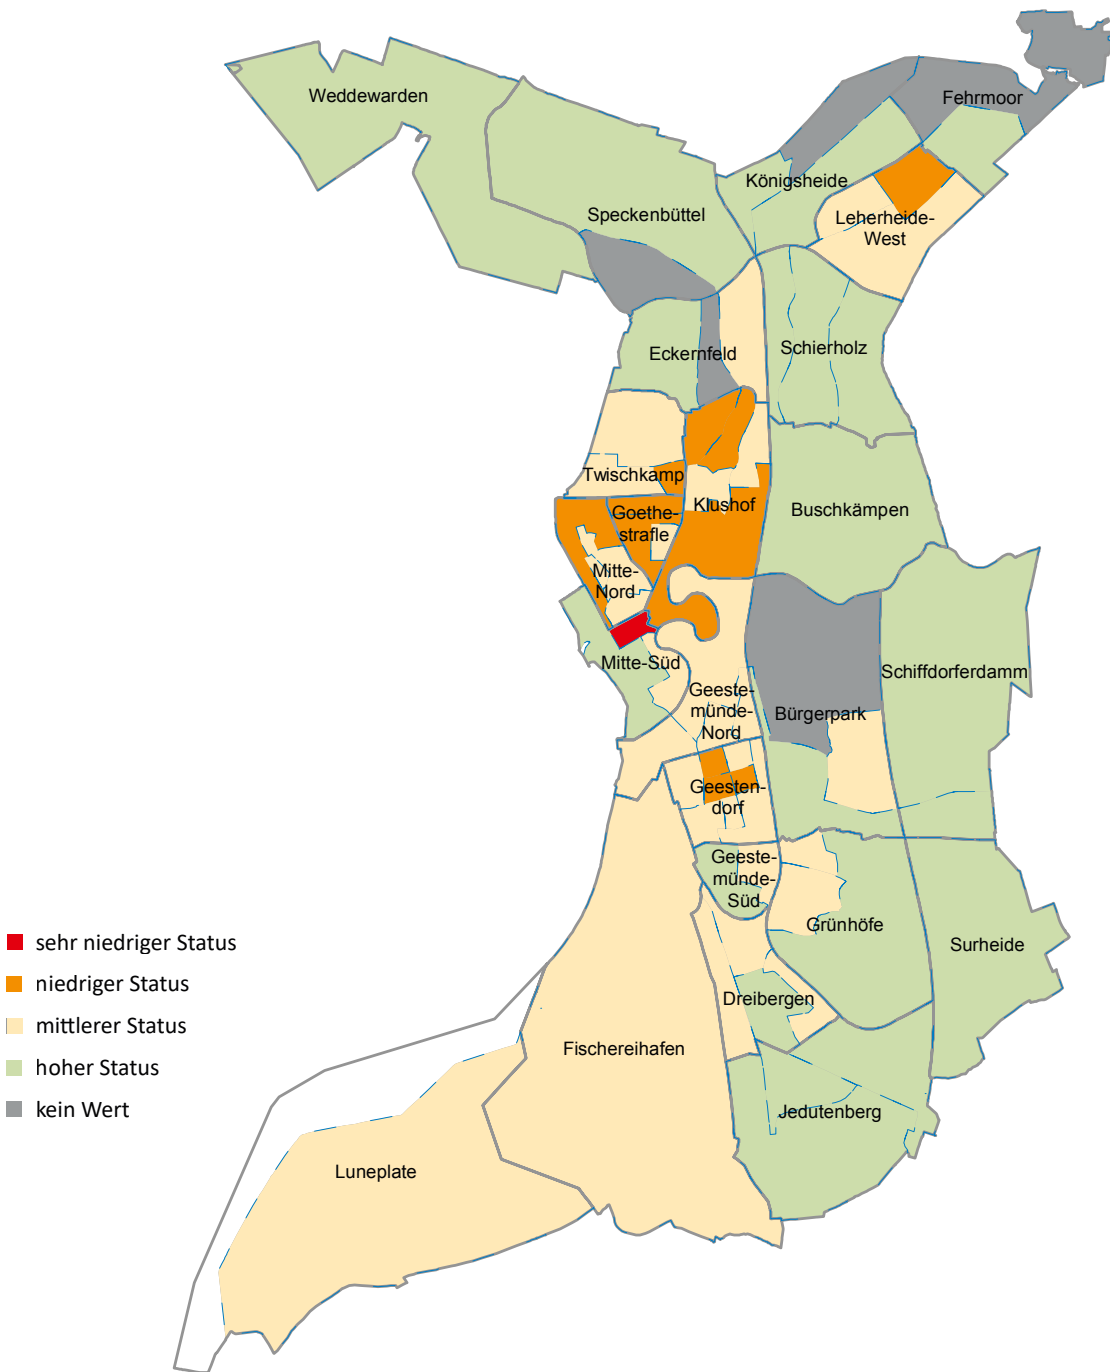 Weddewarden
Fehrmoor
Königsheide
Speckenbüttel
Leherheide-
West
Eckernfeld
Schierholz
Twischkamp
Klushof
Goethe-
strafle
Buschkämpen
Mitte-
Nord
Mitte-Süd
Schiffdorferdamm
Geeste-
münde-
Nord
Bürgerpark
Geesten-
dorf
Geeste-
münde-
Süd
Grünhöfe
Surheide
Dreibergen
Fischereihafen
Jedutenberg
Luneplate
sehr niedriger Status
niedriger Status
mittlerer Status
hoher Status
kein Wert